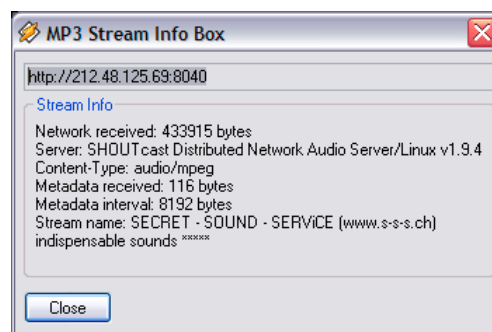 MP3 Stream Info Box
http://212.48.125.69:8040
Stream Info
Network received: 433915 bytes
Server: SHOUTcast Distributed Network Audio Server/Linux v1.9.4
Content-Type: audio/mpeg
Metadata received: 116 bytes
Metadata interval: 8192 bytes
Stream name: SECRET - SOUND - SERViCE (www.s-s-s.ch)
indispensable sounds *****
Close